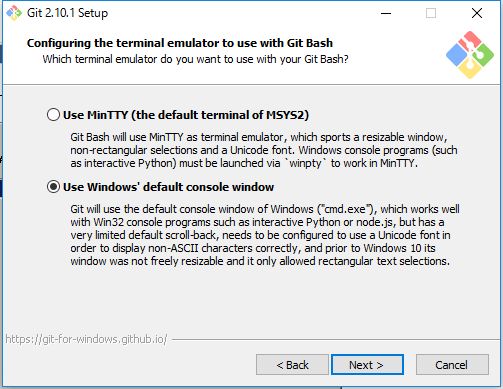 Git 2.10.1 Setup
Configuring the terminal emulator to use with Git Bash
Which terminal emulator do you want to use with your Git Bash?
Use MinTTY (the default terminal of MSYS2)
Git Bash will use MinTTY as terminal emulator, which sports a resizable window,
non-rectangular selections and a Unicode font. Windows console programs (such
as interactive Python) must be launched via `winpty` to work in MinTTY.
Use Windows' default console window
Git will use the default console window of Windows ("cmd.exe"), which works well
with Win32 console programs such as interactive Python or node.js, but has a
very limited default scroll-back, needs to be configured to use a Unicode font in
order to display non-ASCII characters correctly, and prior to Windows 10 its
window was not freely resizable and it only allowed rectangular text selections.
https://git-for-windows.github.io/
< Back
Next >
Cancel